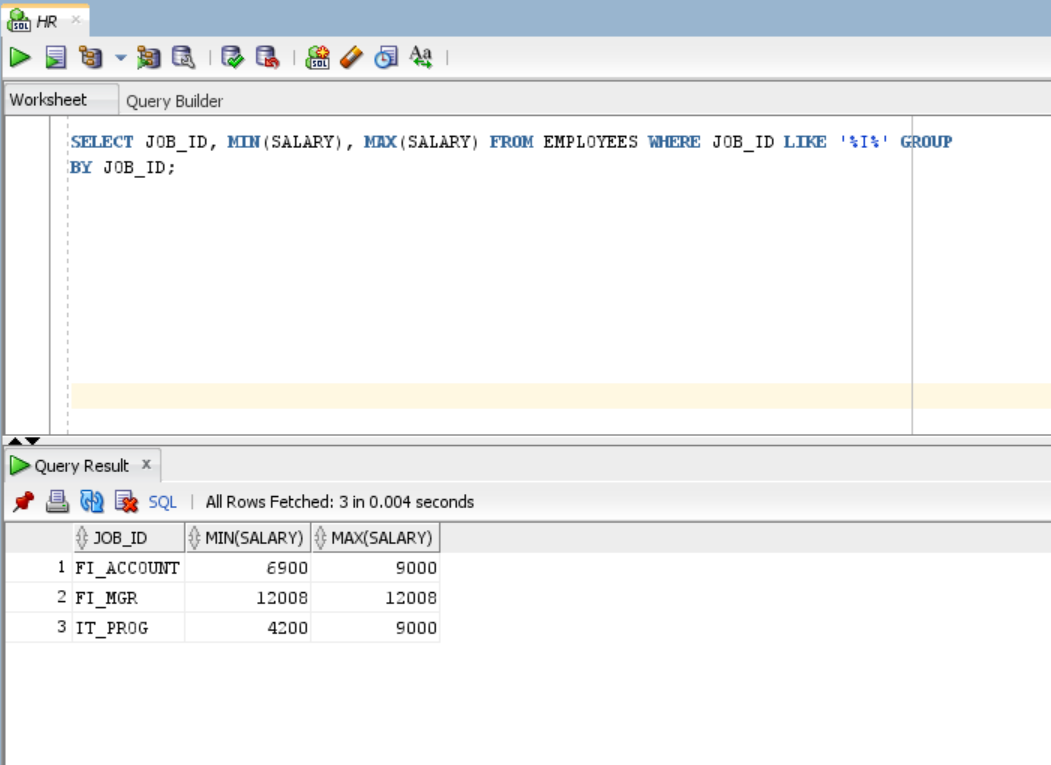 HR
Worksheet Query Builder
SELECT JOB_ID, MIN(SALARY), MAX(SALARY) FROM EMPLOYEES WHERE JOB_ID LIKE '%I%' GROUP
BY JOB_ID;
Query Result x
SQL | All Rows Fetched: 3 in 0.004 seconds
JOB_ID MIN(SALARY) MAX(SALARY)
1 FI_ACCOUNT 6900 9000
2 FI_MGR 12008 12008
3 IT_PROG 4200 9000